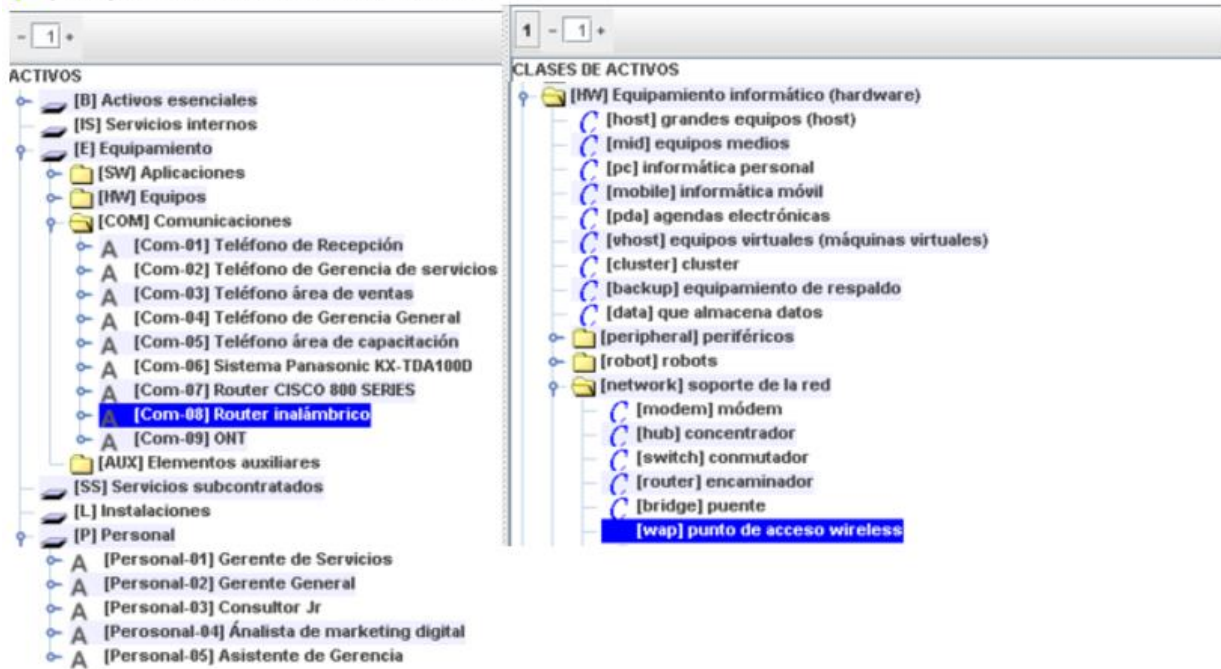 - 1 +
ACTIVOS
[B] Activos esenciales
[IS] Servicios internos
[E] Equipamiento
[SW] Aplicaciones
[HW] Equipos
[COM] Comunicaciones
A [Com-01] Teléfono de Recepción
A [Com-02] Teléfono de Gerencia de servicios
A [Com-03] Teléfono área de ventas
A [Com-04] Teléfono de Gerencia General
A [Com-05] Teléfono área de capacitación
A [Com-06] Sistema Panasonic KX-TDA100D
A [Com-07] Router CISCO 800 SERIES
A [Com-08] Router inalámbrico
A [Com-09] ONT
[AUX] Elementos auxiliares
[SS] Servicios subcontratados
[L] Instalaciones
[P] Personal
A [Personal-01] Gerente de Servicios
A [Personal-02] Gerente General
A [Personal-03] Consultor Jr
A [Perosonal-04] Ánalista de marketing digital
A [Personal-05] Asistente de Gerencia
1 - 1 +
CLASES DE ACTIVOS
[HW] Equipamiento informático (hardware)
[host] grandes equipos (host)
[mid] equipos medios
[pc] informática personal
[mobile] informática móvil
[pda] agendas electrónicas
[vhost] equipos virtuales (máquinas virtuales)
[cluster] cluster
[backup] equipamiento de respaldo
[data] que almacena datos
[peripheral] periféricos
[robot] robots
[network] soporte de la red
[modem] módem
[hub] concentrador
[switch] conmutador
[router] encaminador
[bridge] puente
[wap] punto de acceso wireless